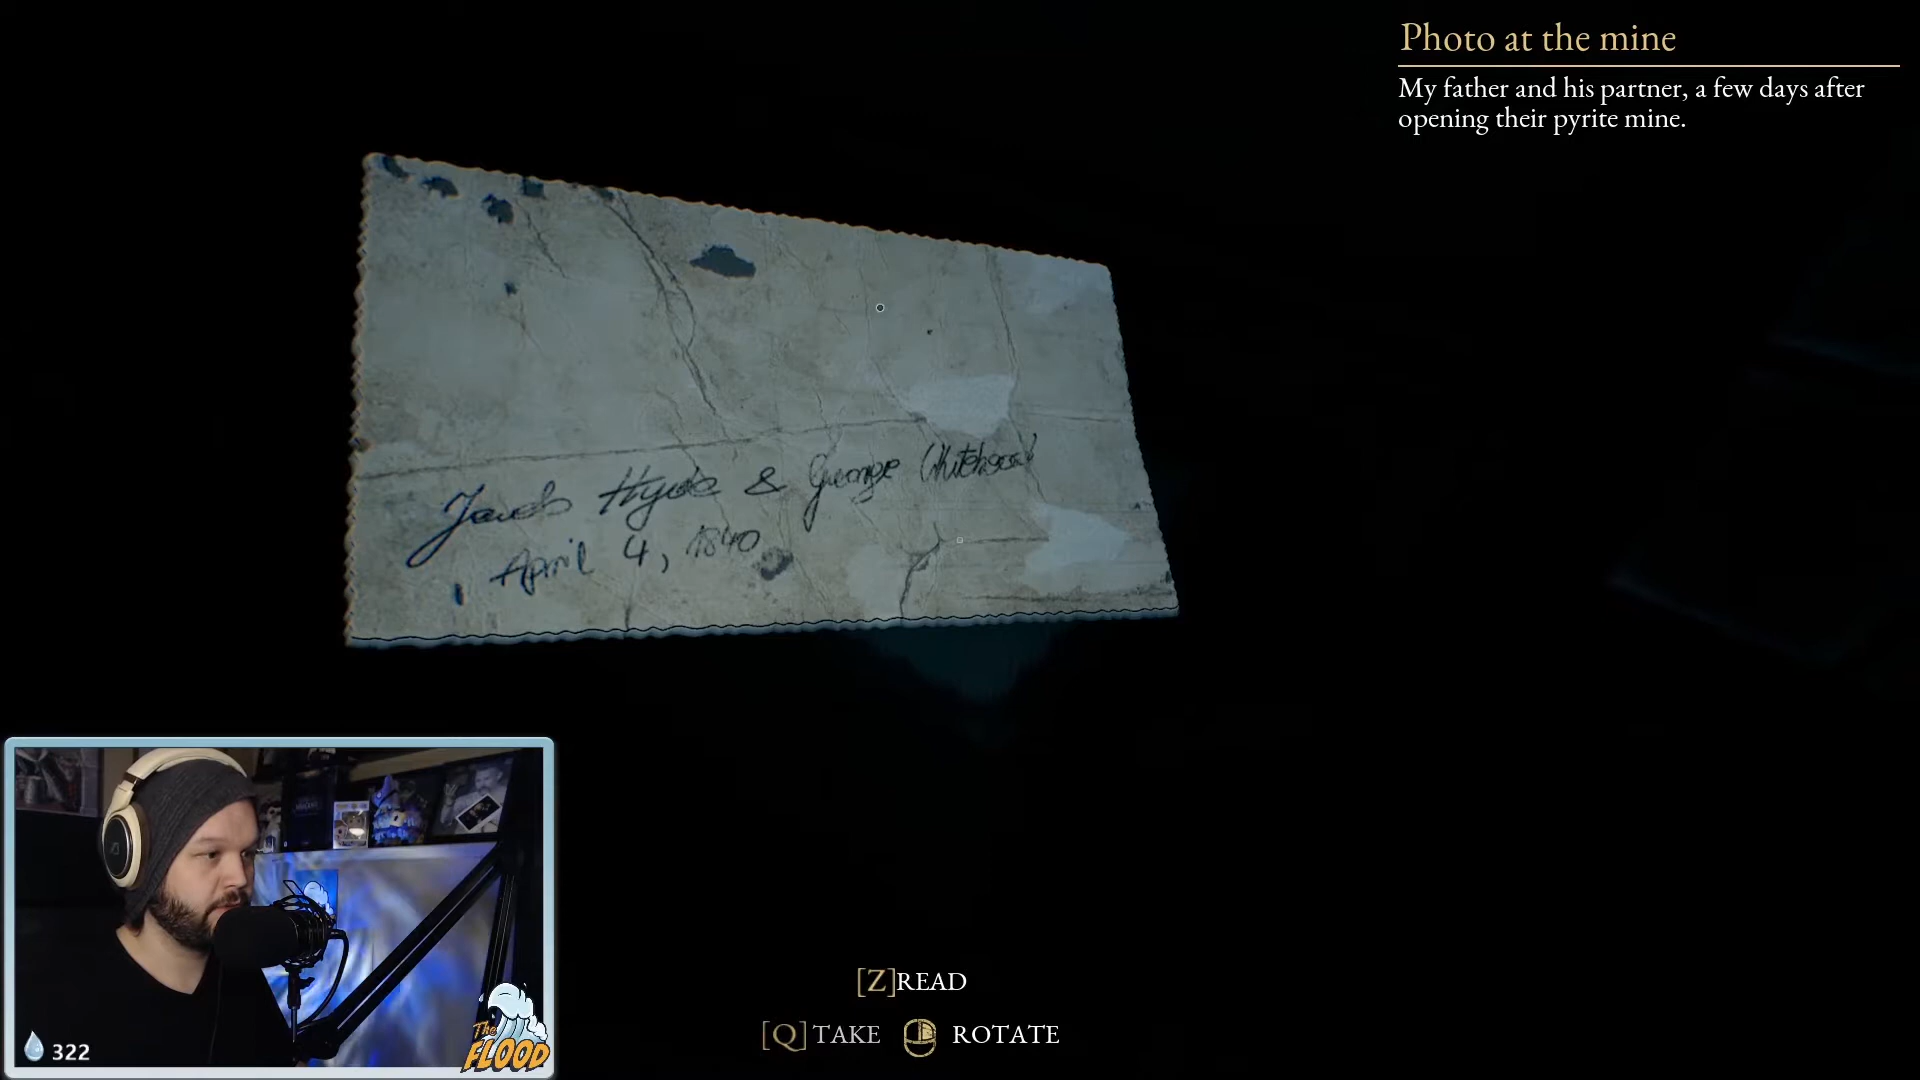 Photo at the mine
My father and his partner, a few days after
opening their pyrite mine.
Jacob Hyde & George
April 4, 1840
[Z]READ
[Q]TAKE ROTATE
The
FLOOD
322